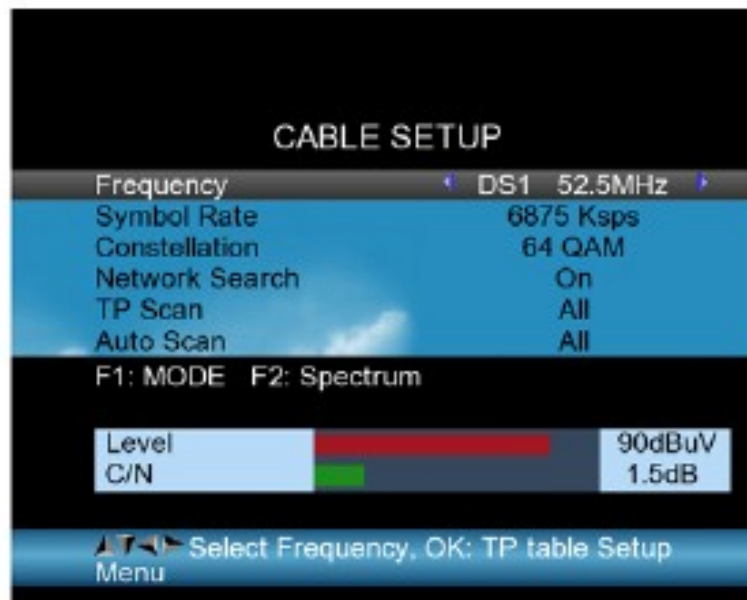 CABLE SETUP
Frequency DS1 52.5MHz
Symbol Rate 6875 Ksps
Constellation 64 QAM
Network Search On
TP Scan All
Auto Scan All
F1: MODE F2: Spectrum
Level 90dBuV
C/N 1.5dB
Select Frequency, OK: TP table Setup
Menu